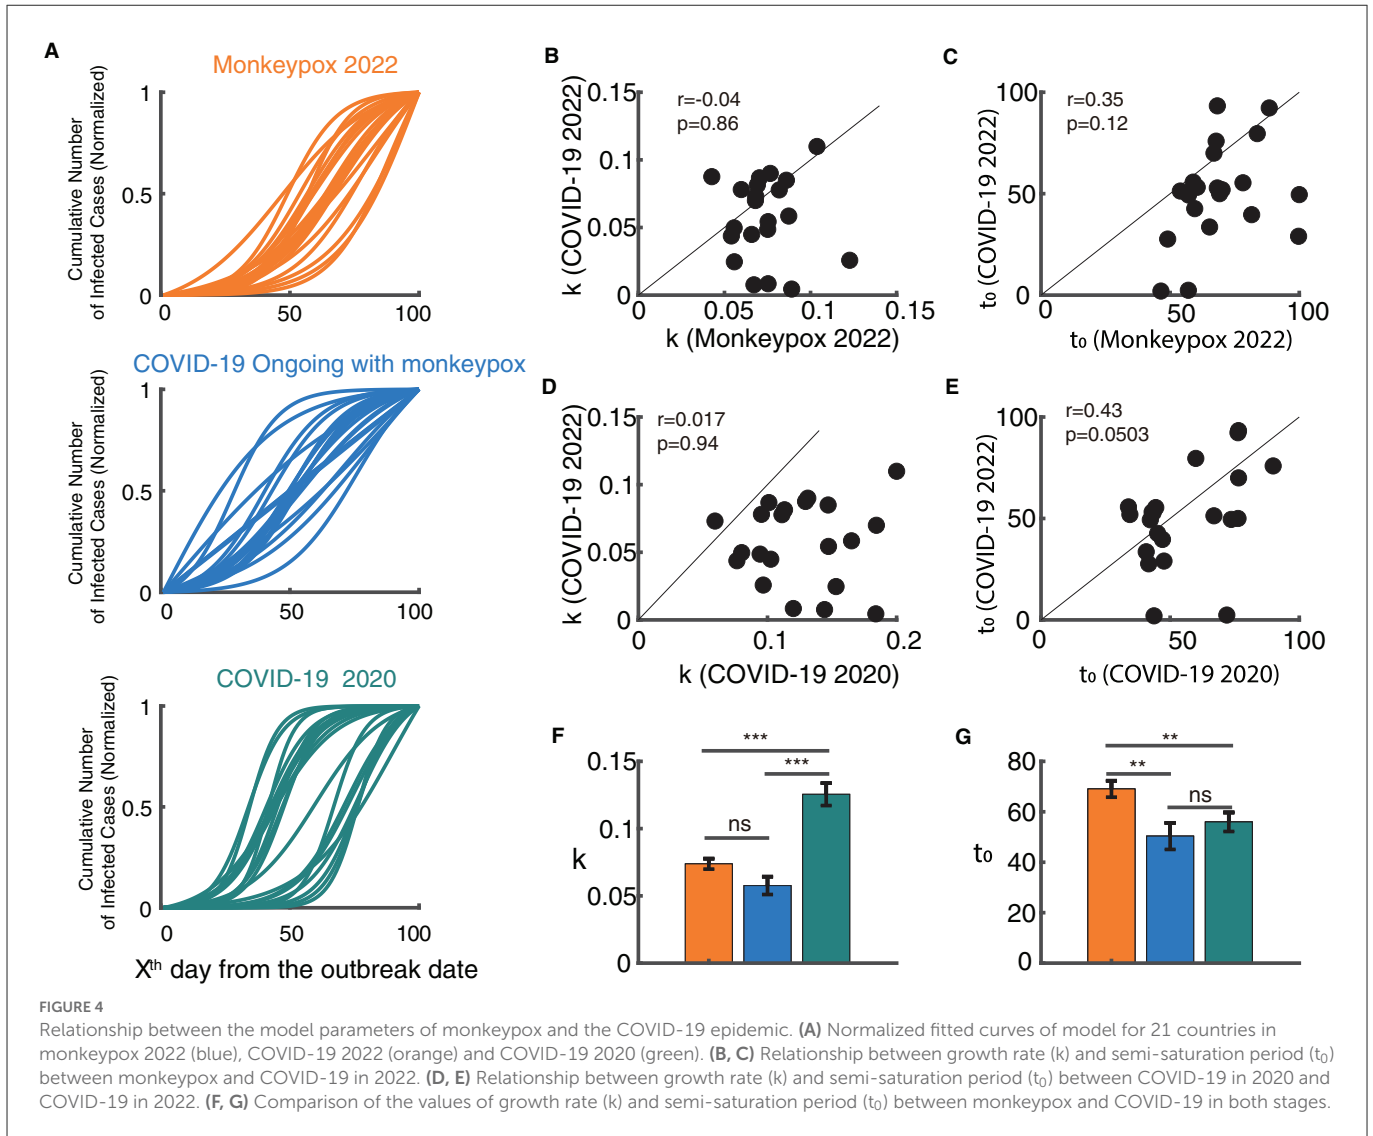 A
Monkeypox 2022
Cumulative Number
of Infected Cases (Normalized)
1
0.5
0
0
50
100
COVID-19 Ongoing with monkeypox
Cumulative Number
of Infected Cases (Normalized)
1
0.5
0
0
50
100
COVID-19 2020
Cumulative Number
of Infected Cases (Normalized)
1
0.5
0
0
50
100
Xth day from the outbreak date
B
k (COVID-19 2022)
0.15
0.1
0.05
0
r=-0.04
p=0.86
0
0.05
0.1
0.15
k (Monkeypox 2022)
C
t0 (COVID-19 2022)
100
50
0
r=0.35
p=0.12
0
50
100
t0 (Monkeypox 2022)
D
k (COVID-19 2022)
0.15
0.1
0.05
0
r=0.017
p=0.94
0
0.1
0.2
k (COVID-19 2020)
E
t0 (COVID-19 2022)
100
50
0
r=0.43
p=0.0503
0
50
100
t0 (COVID-19 2020)
F
k
0.15
0.1
0.05
0
***
***
ns
G
t0
80
60
40
20
0
**
**
ns
FIGURE 4
Relationship between the model parameters of monkeypox and the COVID-19 epidemic. (A) Normalized fitted curves of model for 21 countries in
monkeypox 2022 (blue), COVID-19 2022 (orange) and COVID-19 2020 (green). (B, C) Relationship between growth rate (k) and semi-saturation period (t0)
between monkeypox and COVID-19 in 2022. (D, E) Relationship between growth rate (k) and semi-saturation period (t0) between COVID-19 in 2020 and
COVID-19 in 2022. (F, G) Comparison of the values of growth rate (k) and semi-saturation period (t0) between monkeypox and COVID-19 in both stages.